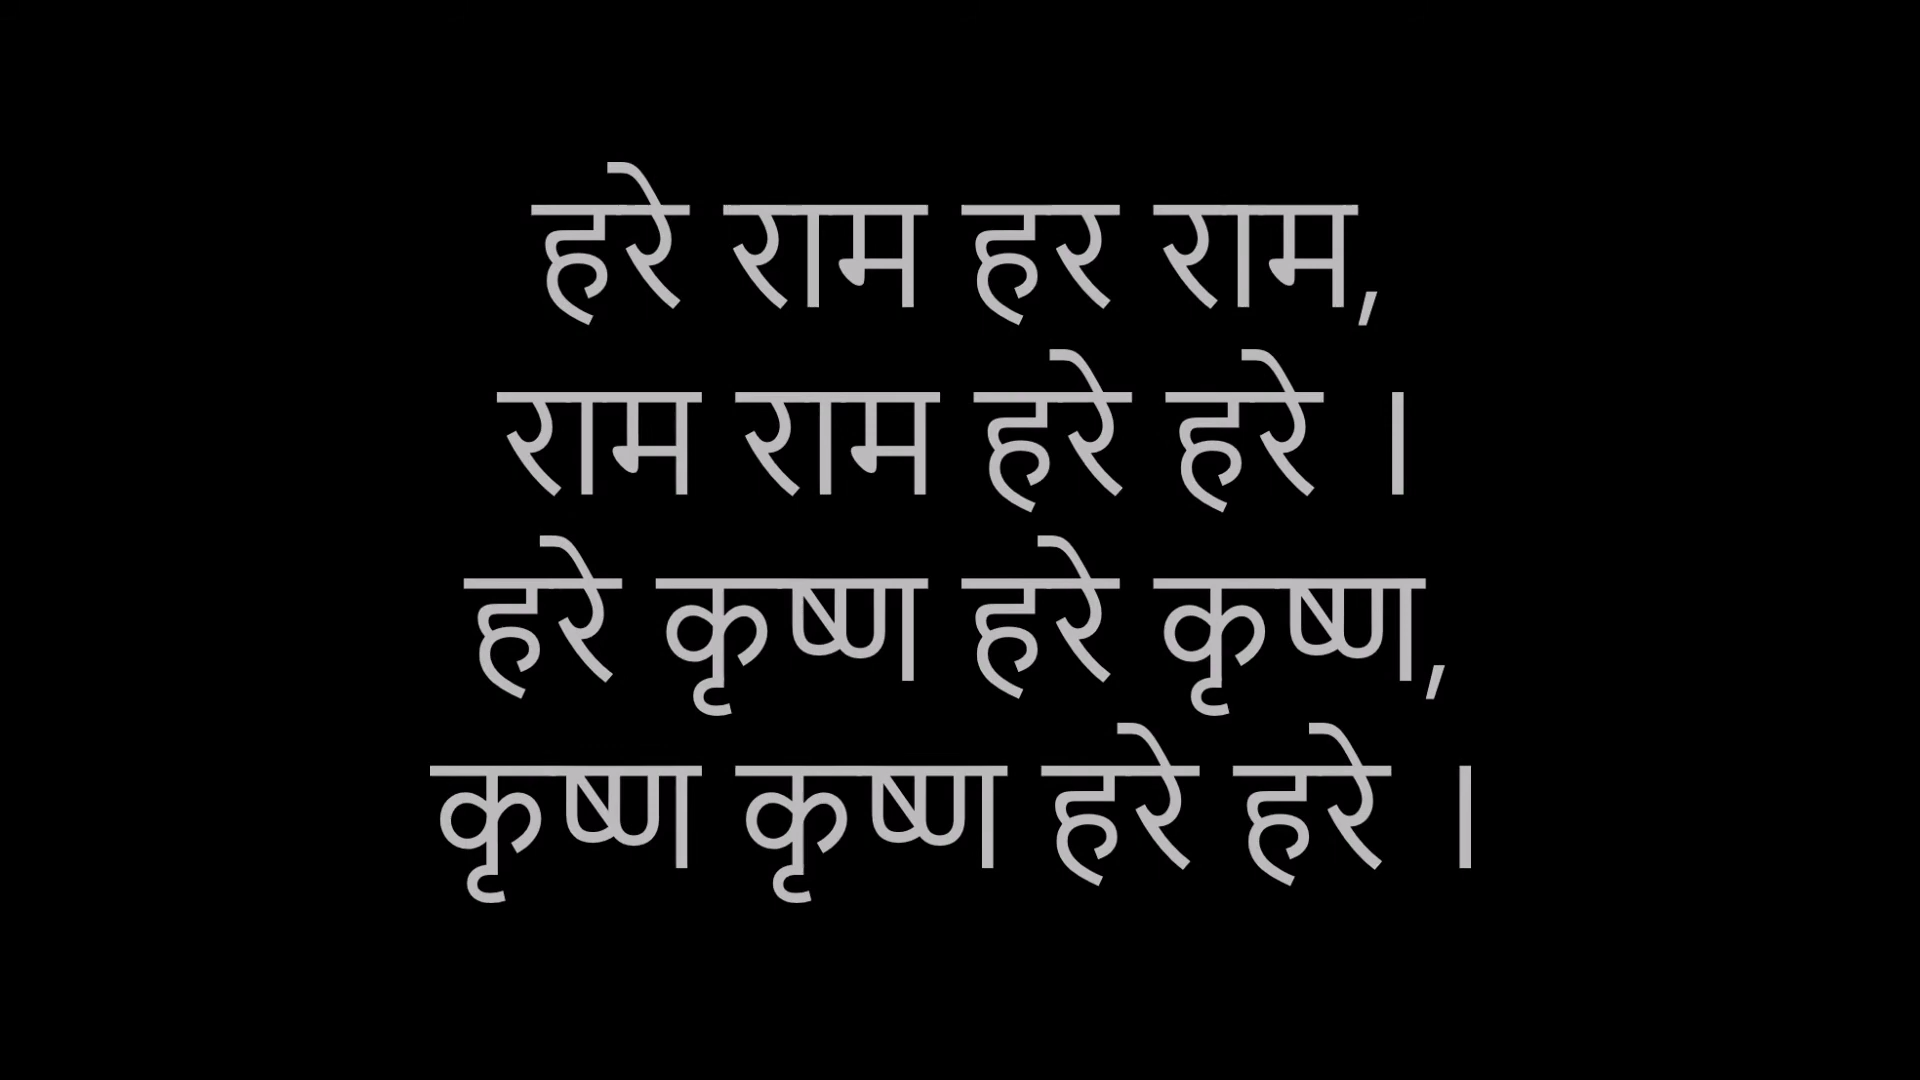 हरे राम हर राम,
राम राम हरे हरे ।
हरे कृष्ण हरे कृष्ण,
कृष्ण कृष्ण हरे हरे ।